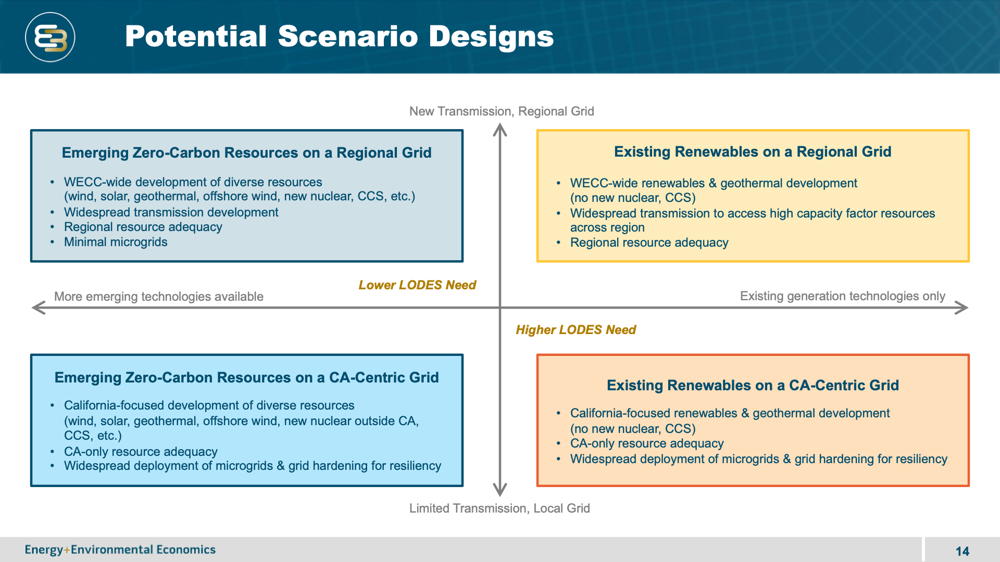 Potential Scenario Designs
New Transmission, Regional Grid
Emerging Zero-Carbon Resources on a Regional Grid
• WECC-wide development of diverse resources
(wind, solar, geothermal, offshore wind, new nuclear, CCS, etc.)
• Widespread transmission development
• Regional resource adequacy
• Minimal microgrids
Existing Renewables on a Regional Grid
• WECC-wide renewables & geothermal development
(no new nuclear, CCS)
• Widespread transmission to access high capacity factor resources
across region
• Regional resource adequacy
Lower LODES Need
More emerging technologies available
Existing generation technologies only
Higher LODES Need
Emerging Zero-Carbon Resources on a CA-Centric Grid
• California-focused development of diverse resources
(wind, solar, geothermal, offshore wind, new nuclear outside CA,
CCS, etc.)
• CA-only resource adequacy
• Widespread deployment of microgrids & grid hardening for resiliency
Existing Renewables on a CA-Centric Grid
• California-focused renewables & geothermal development
(no new nuclear, CCS)
• CA-only resource adequacy
• Widespread deployment of microgrids & grid hardening for resiliency
Limited Transmission, Local Grid
Energy+Environmental Economics
14